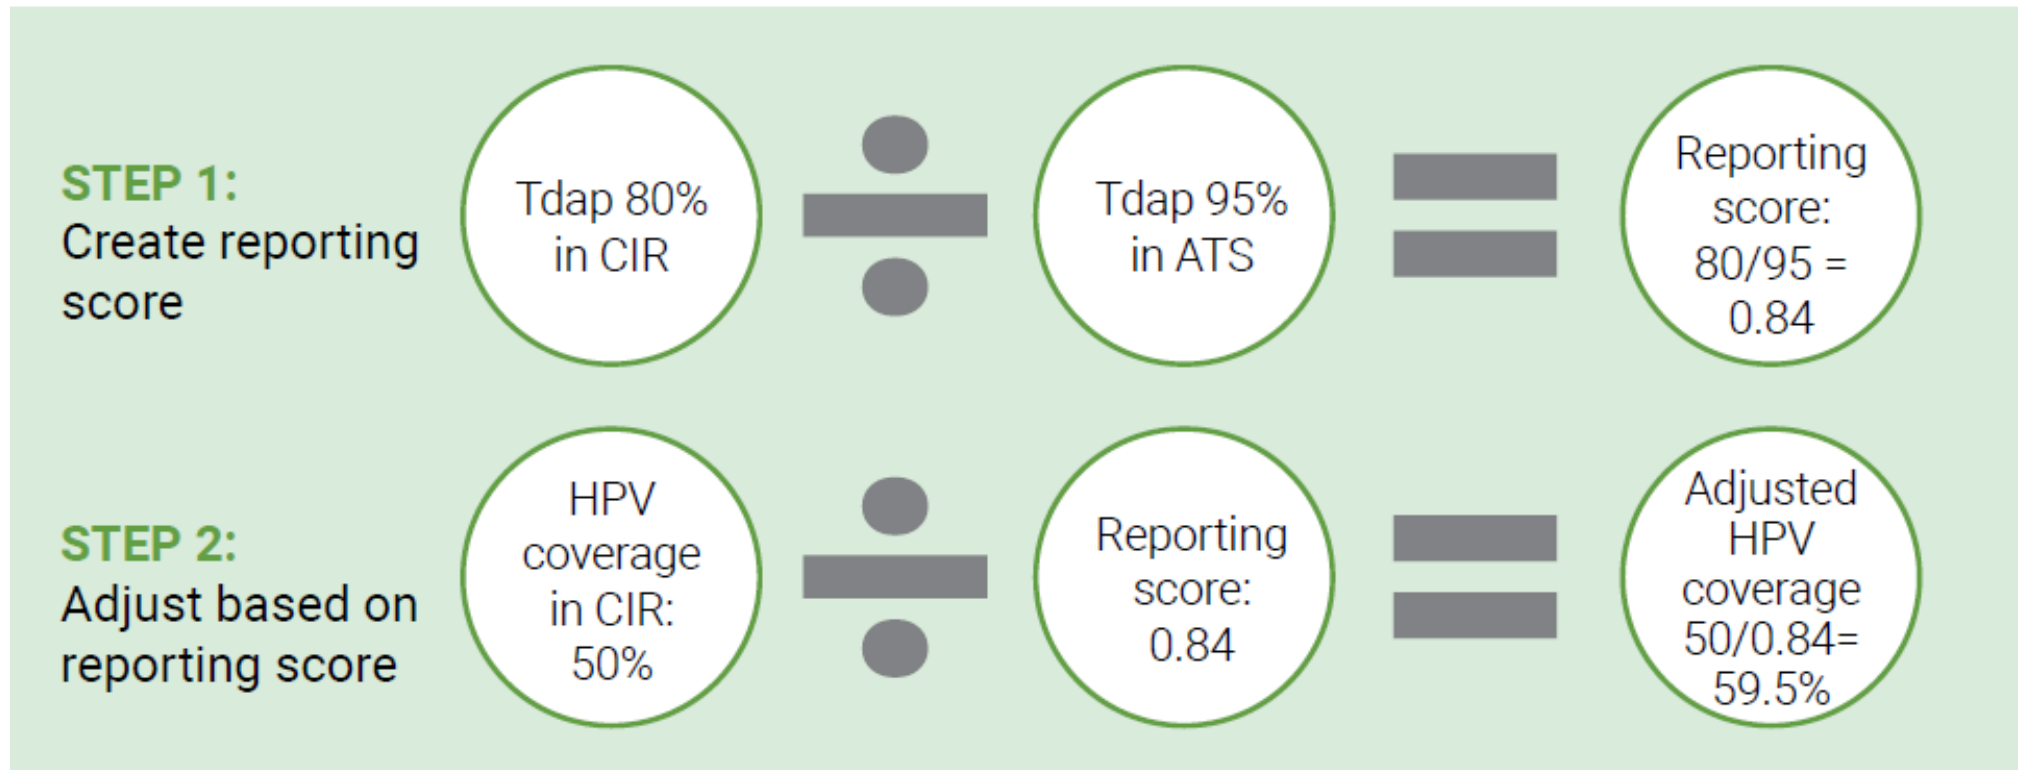 STEP 1:
Create reporting
score
Tdap 80%
in CIR
Tdap 95%
in ATS
Reporting
score:
80/95 =
0.84
STEP 2:
Adjust based on
reporting score
HPV
coverage
in CIR:
50%
Reporting
score:
0.84
Adjusted
HPV
coverage
50/0.84=
59.5%